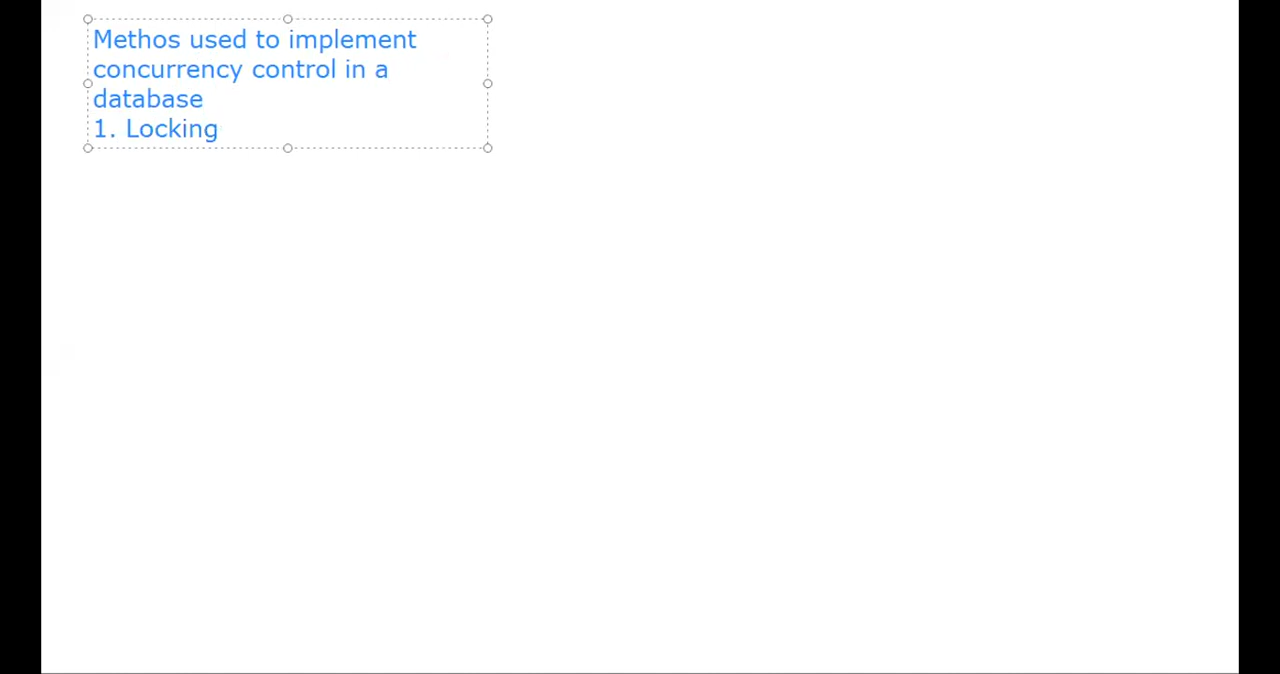 Methos used to implement
concurrency control in a
database
1. Locking